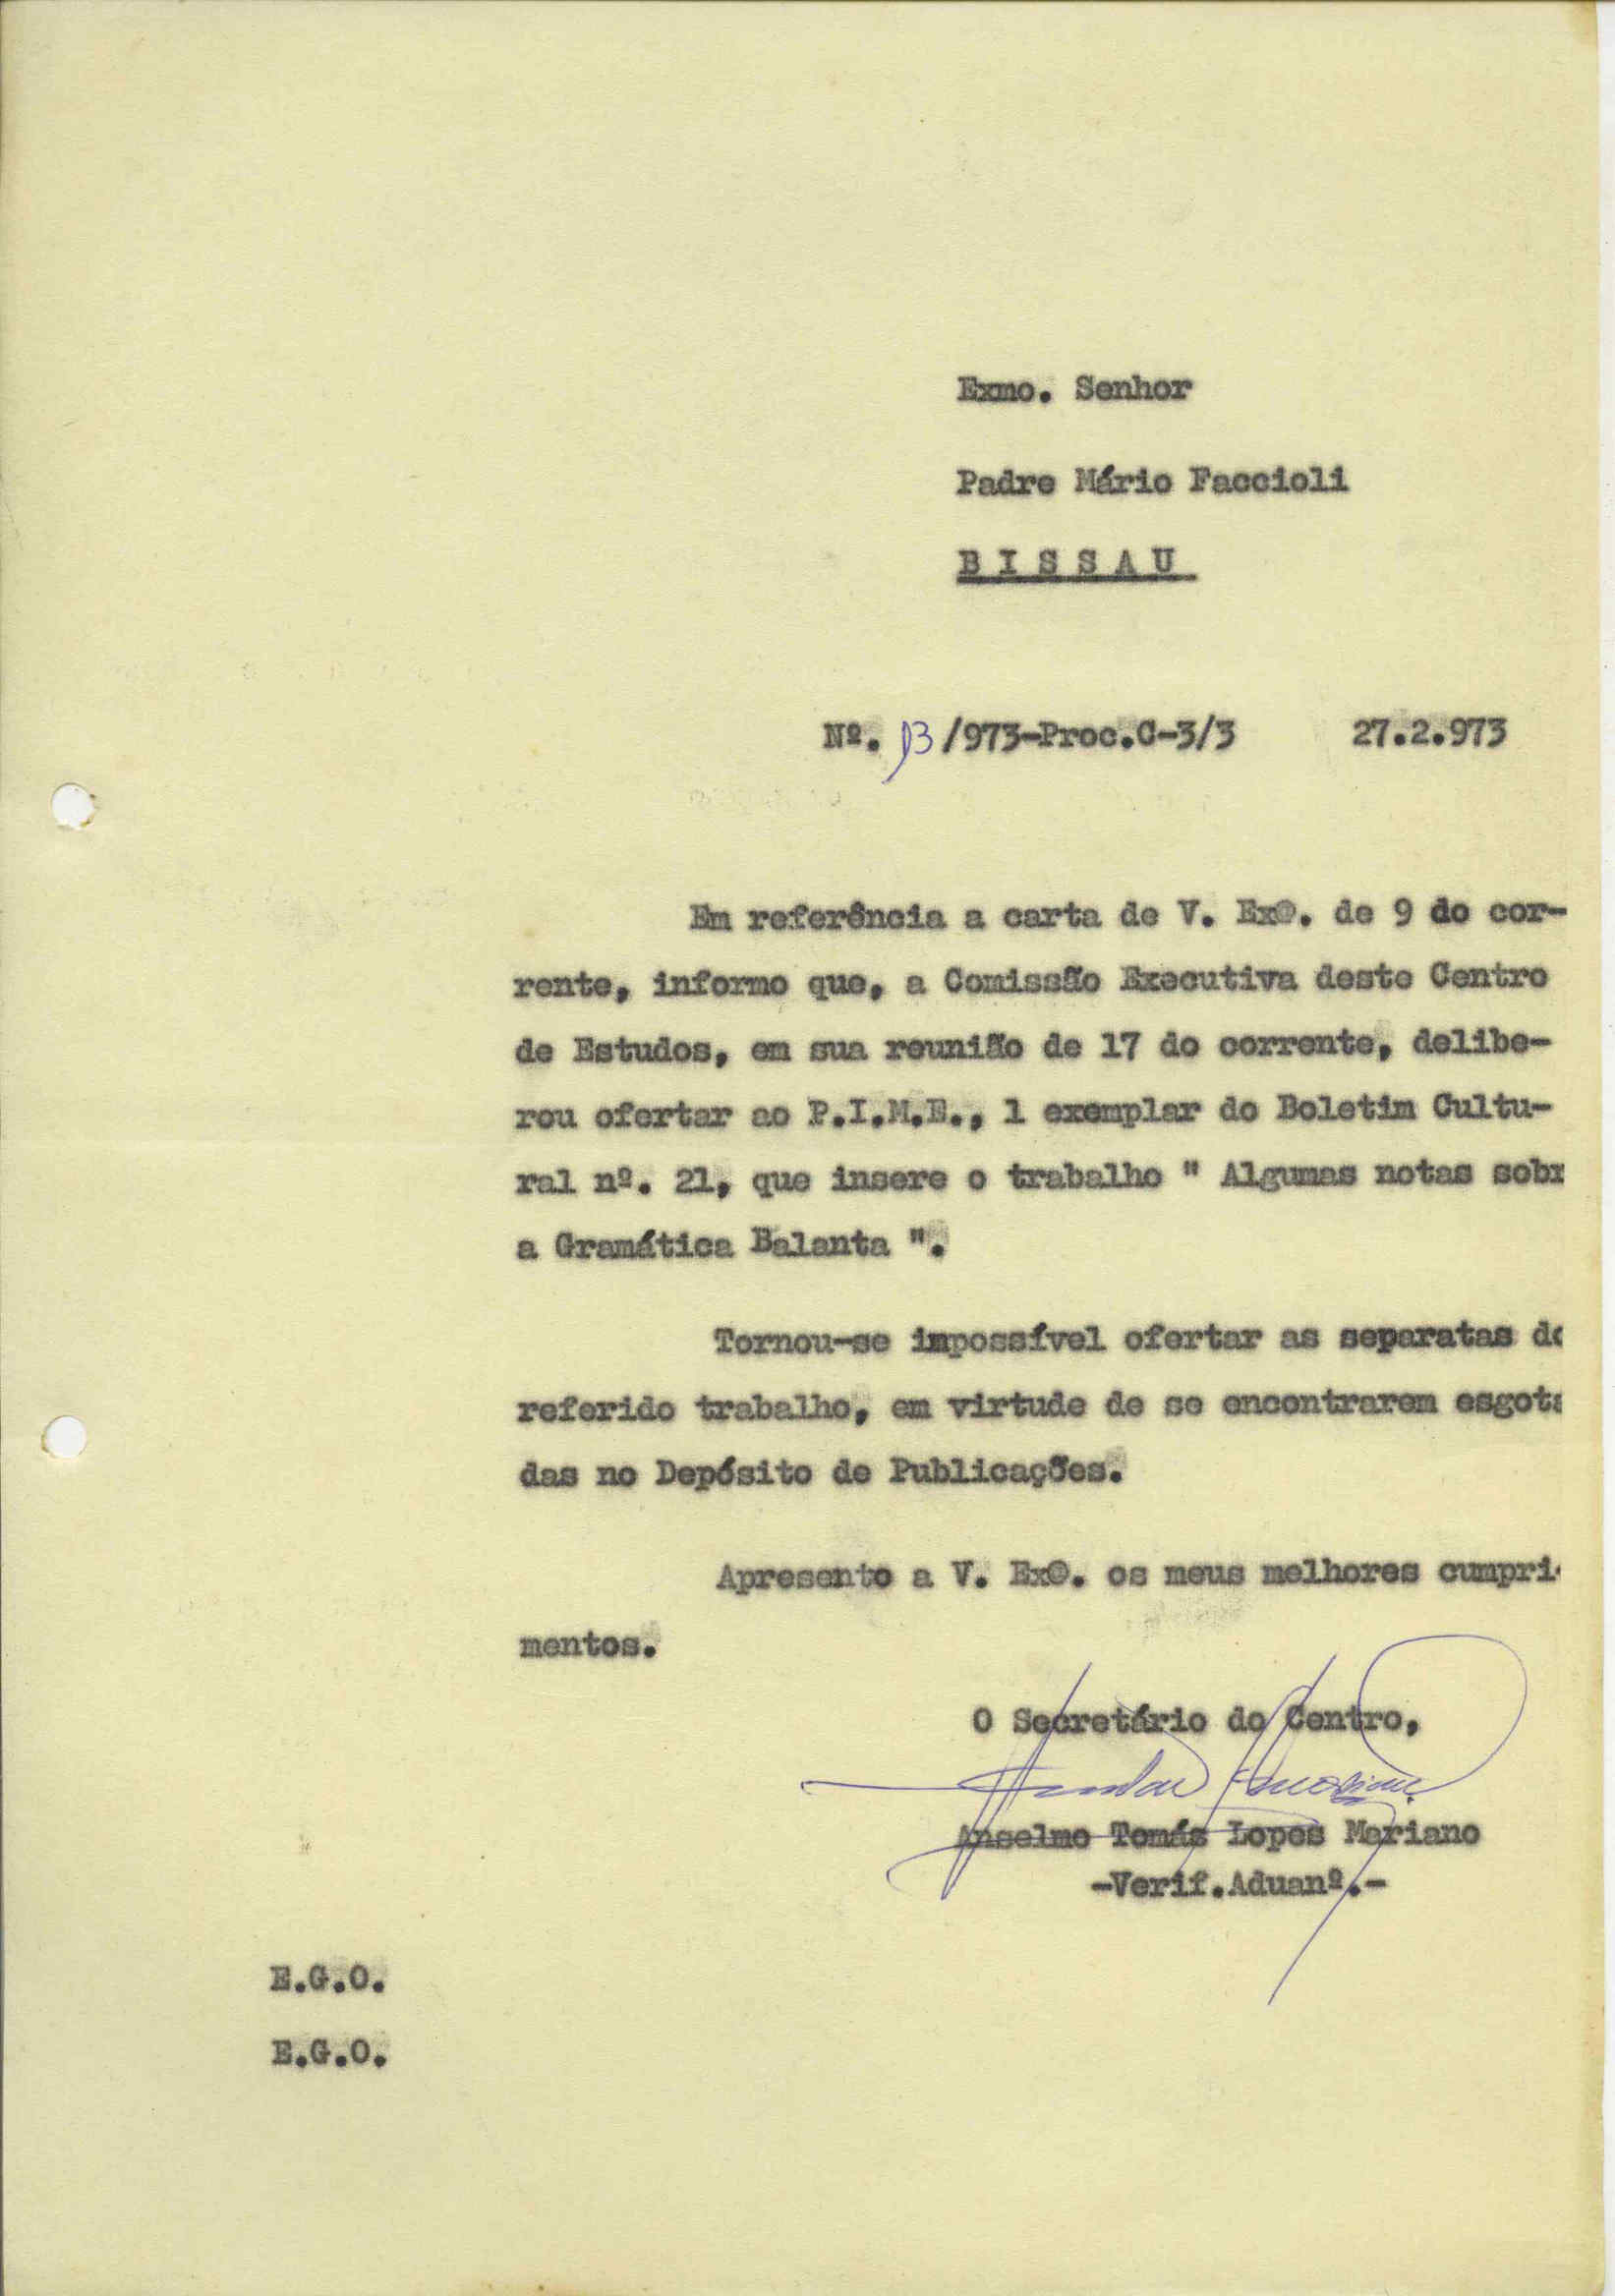 Exmo. Senhor
Padre Mário Faccioli
BISSAU
Nº. 13/973-Proc.C-3/3 27.2.973
Em referência a carta de V. Exª. de 9 do cor-
rente, informo que, a Comissão Executiva deste Centro
de Estudos, em sua reunião de 17 do corrente, delibe-
rou ofertar ao P.I.M.E., 1 exemplar do Boletim Cultu-
ral nº. 21, que insere o trabalho " Algumas notas sobr
a Gramática Balanta ".
Tornou-se impossível ofertar as separatas do
referido trabalho, em virtude de se encontrarem esgota
das no Depósito de Publicações.
Apresento a V. Exª. os meus melhores cumpri-
mentos.
O Secretário do Centro,
Anselmo Tomás Lopes Mariano
-Verif.Aduanº.-
E.G.O.
E.G.O.